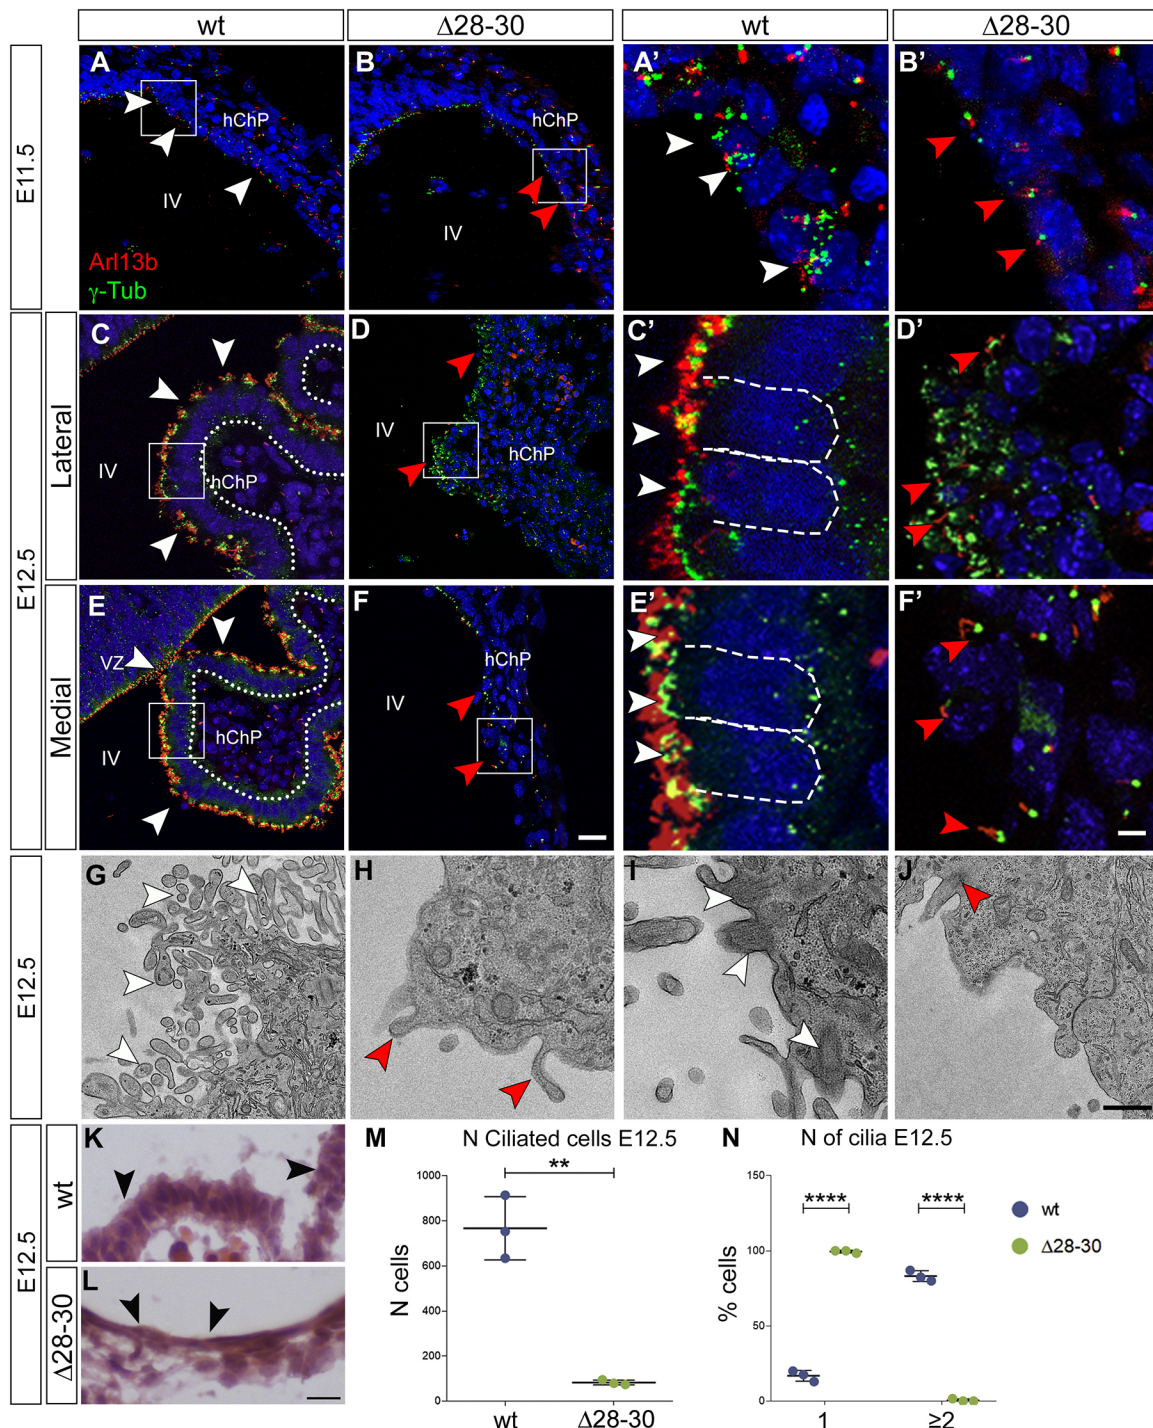 wt
Δ28-30
wt
Δ28-30
E11.5
A
hChP
IV
Arl13b
γ-Tub
B
hChP
IV
A'
B'
E12.5
Lateral
C
IV
hChP
D
IV
hChP
C'
D'
Medial
E
VZ
hChP
IV
F
hChP
IV
E'
F'
E12.5
G
H
I
J
E12.5
wt
K
Δ28-30
L
M
N Ciliated cells E12.5
**
N cells
1000
800
600
400
200
0
wt
Δ28-30
N
N of cilia E12.5
****
****
% cells
150
100
50
0
1
≥2
wt
Δ28-30